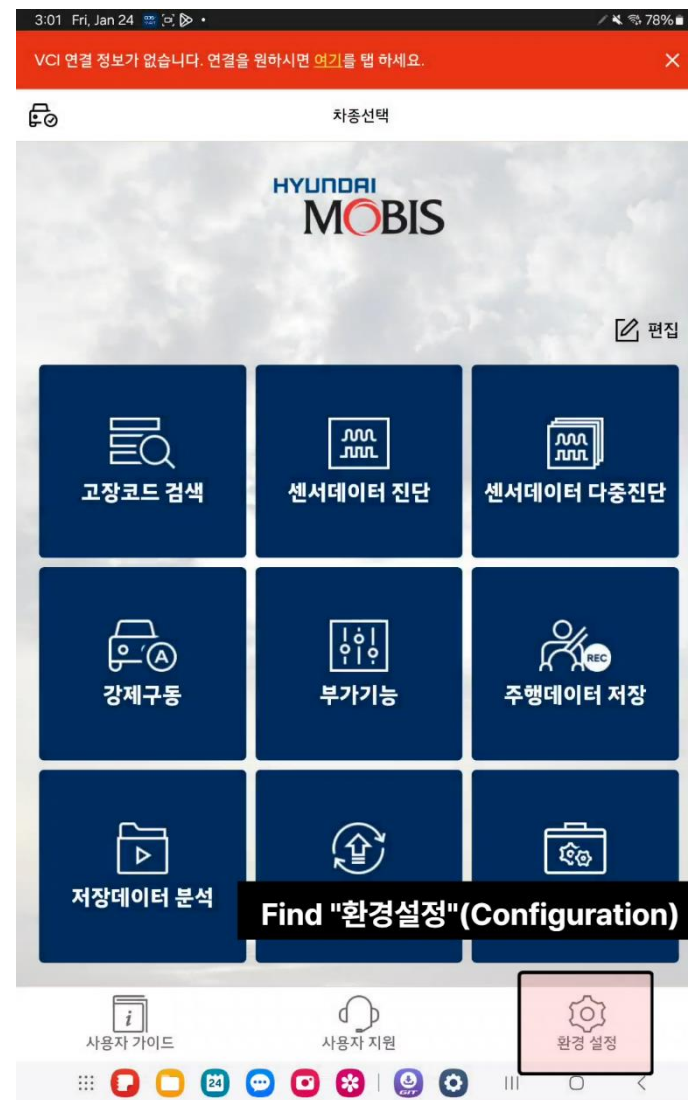 3:01 Fri, Jan 24
78%
VCI 연결 정보가 없습니다. 연결을 원하시면 여기를 탭 하세요.
차종선택
HYUNDAI
MOBIS
편집
고장코드 검색
센서데이터 진단
센서데이터 다중진단
A
REC
강제구동
부가기능
주행데이터 저장
저장데이터 분석
Find "환경설정"(Configuration)
i
사용자 가이드
사용자 지원
환경 설정
24
GIT